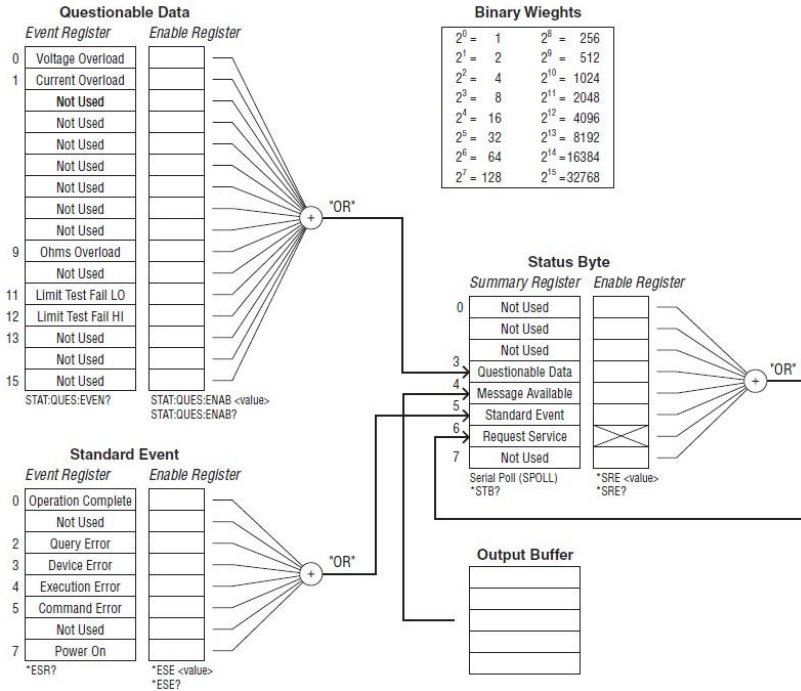 Questionable Data
Event Register Enable Register
0 Voltage Overload
1 Current Overload
Not Used
Not Used
Not Used
Not Used
Not Used
Not Used
Not Used
9 Ohms Overload
Not Used
11 Limit Test Fail LO
12 Limit Test Fail HI
13 Not Used
Not Used
15 Not Used
STAT:QUES:EVEN? STAT:QUES:ENAB <value>
STAT:QUES:ENAB?
+ "OR"
Binary Wieghts
2⁰ = 1 2⁸ = 256
2¹ = 2 2⁹ = 512
2² = 4 2¹⁰ = 1024
2³ = 8 2¹¹ = 2048
2⁴ = 16 2¹² = 4096
2⁵ = 32 2¹³ = 8192
2⁶ = 64 2¹⁴ =16384
2⁷ = 128 2¹⁵ =32768
Status Byte
Summary Register Enable Register
0 Not Used
Not Used
Not Used
3 Questionable Data
4 Message Available
5 Standard Event
6 Request Service
7 Not Used
Serial Poll (SPOLL) *SRE <value>
*STB? *SRE?
+ "OR"
Standard Event
Event Register Enable Register
0 Operation Complete
Not Used
2 Query Error
3 Device Error
4 Execution Error
5 Command Error
Not Used
7 Power On
*ESR? *ESE <value>
*ESE?
+ "OR"
Output Buffer